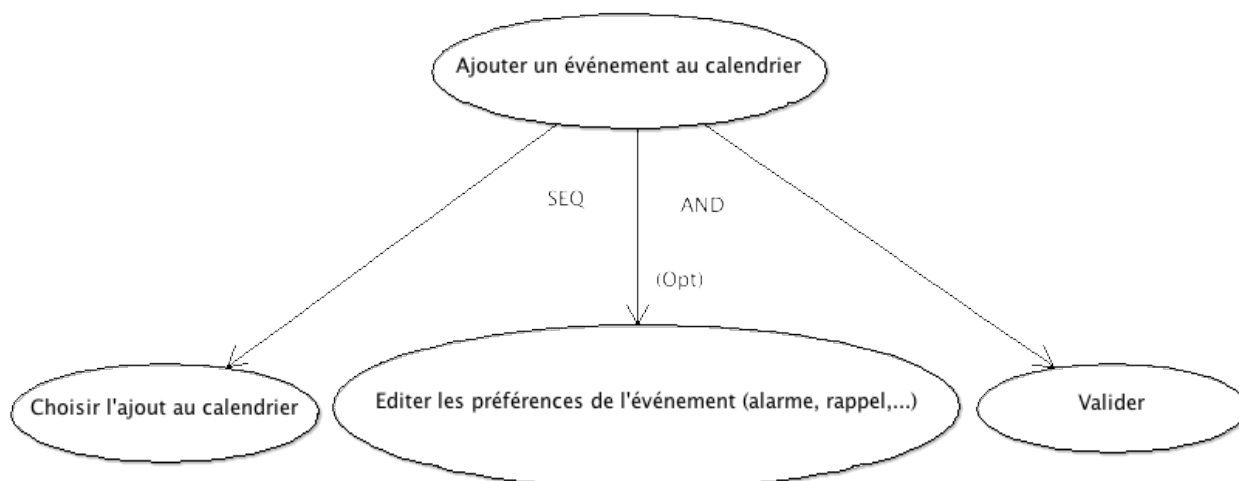 Ajouter un événement au calendrier
SEQ
AND
(Opt)
Choisir l'ajout au calendrier
Editer les préférences de l'événement (alarme, rappel,...)
Valider